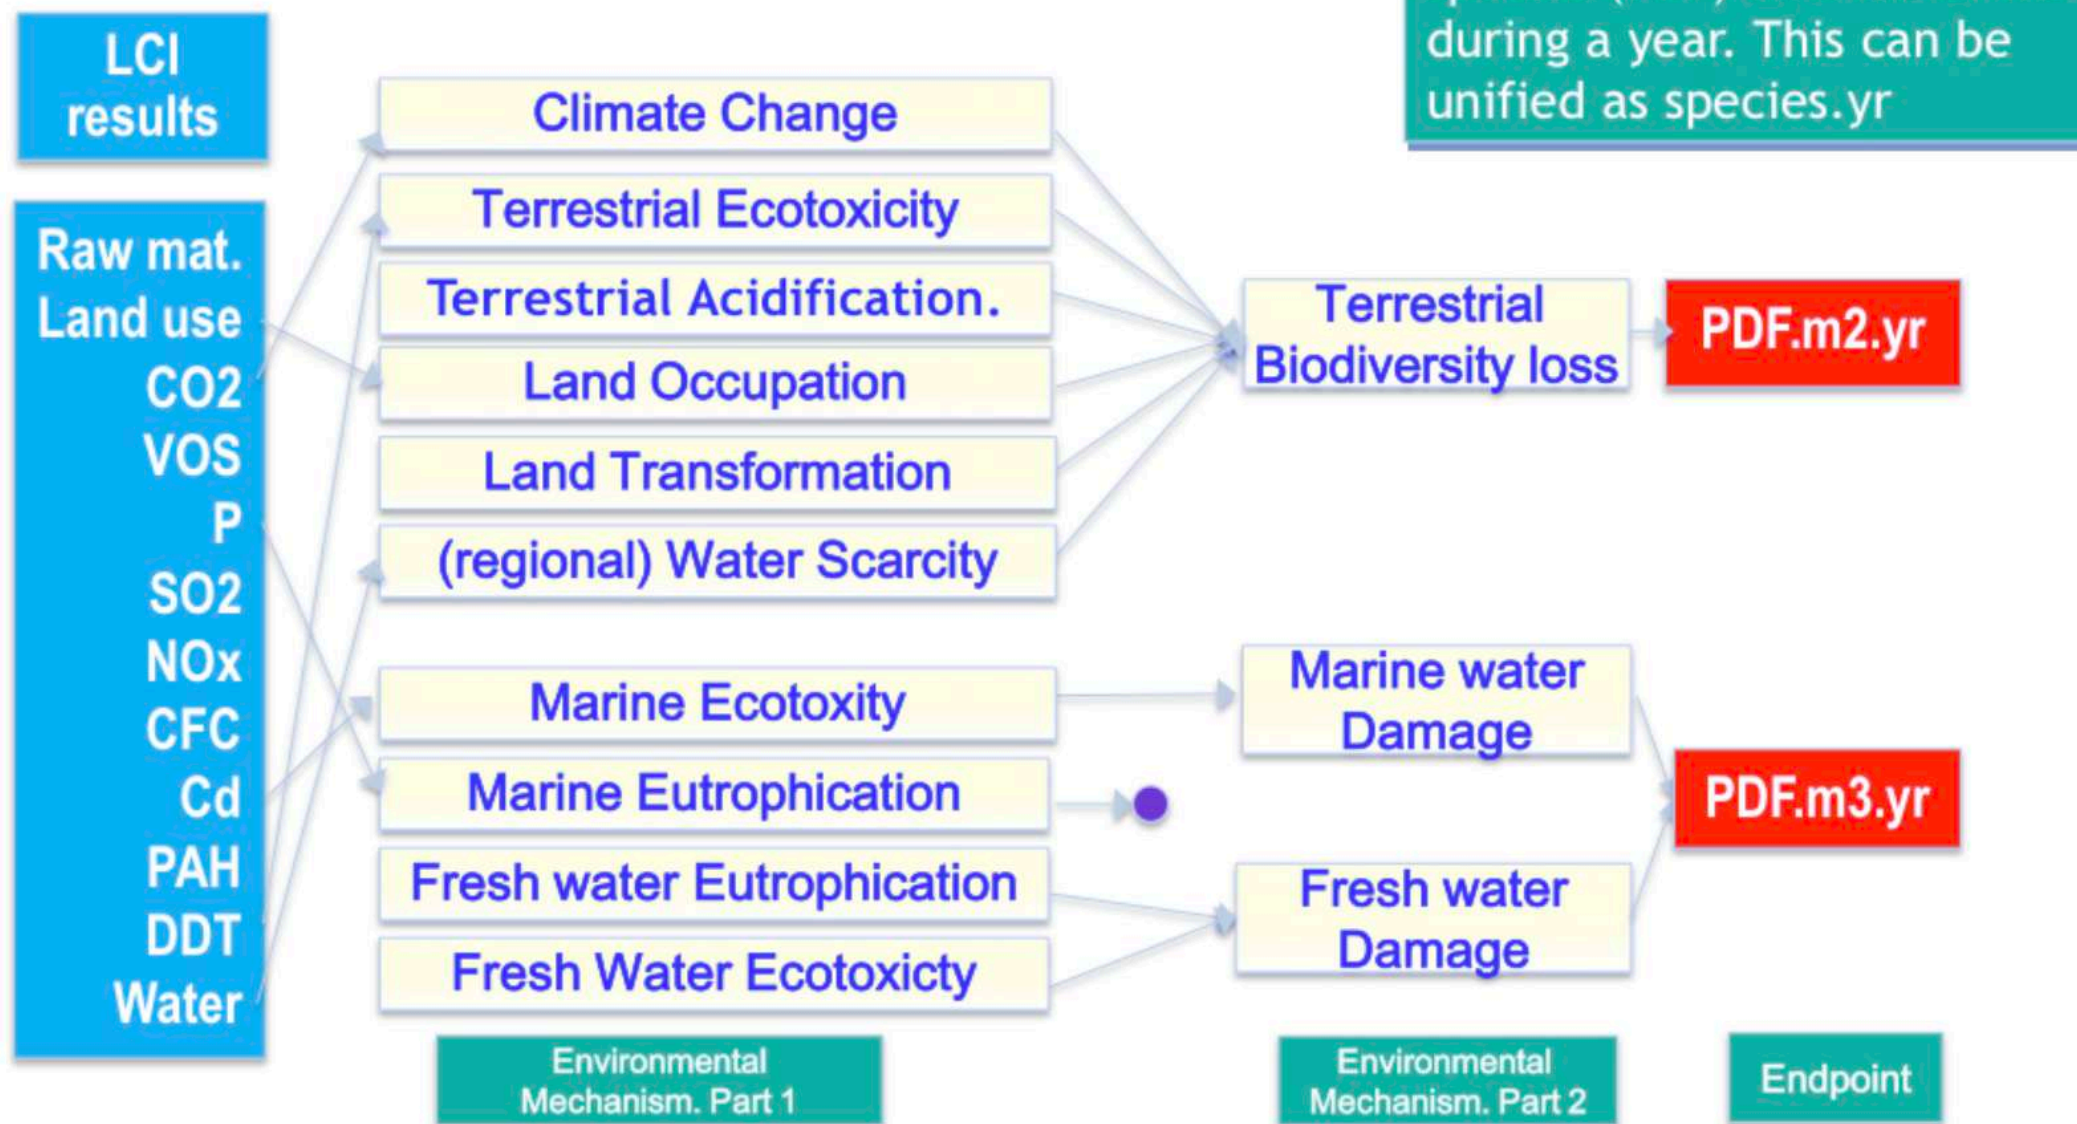 during a year. This can be
unified as species.yr
LCI
results
Raw mat.
Land use
CO2
VOS
P
SO2
NOx
CFC
Cd
PAH
DDT
Water
Climate Change
Terrestrial Ecotoxicity
Terrestrial Acidification.
Land Occupation
Land Transformation
(regional) Water Scarcity
Marine Ecotoxity
Marine Eutrophication
Fresh water Eutrophication
Fresh Water Ecotoxicty
Terrestrial
Biodiversity loss
Marine water
Damage
Fresh water
Damage
PDF.m2.yr
PDF.m3.yr
Environmental
Mechanism. Part 1
Environmental
Mechanism. Part 2
Endpoint